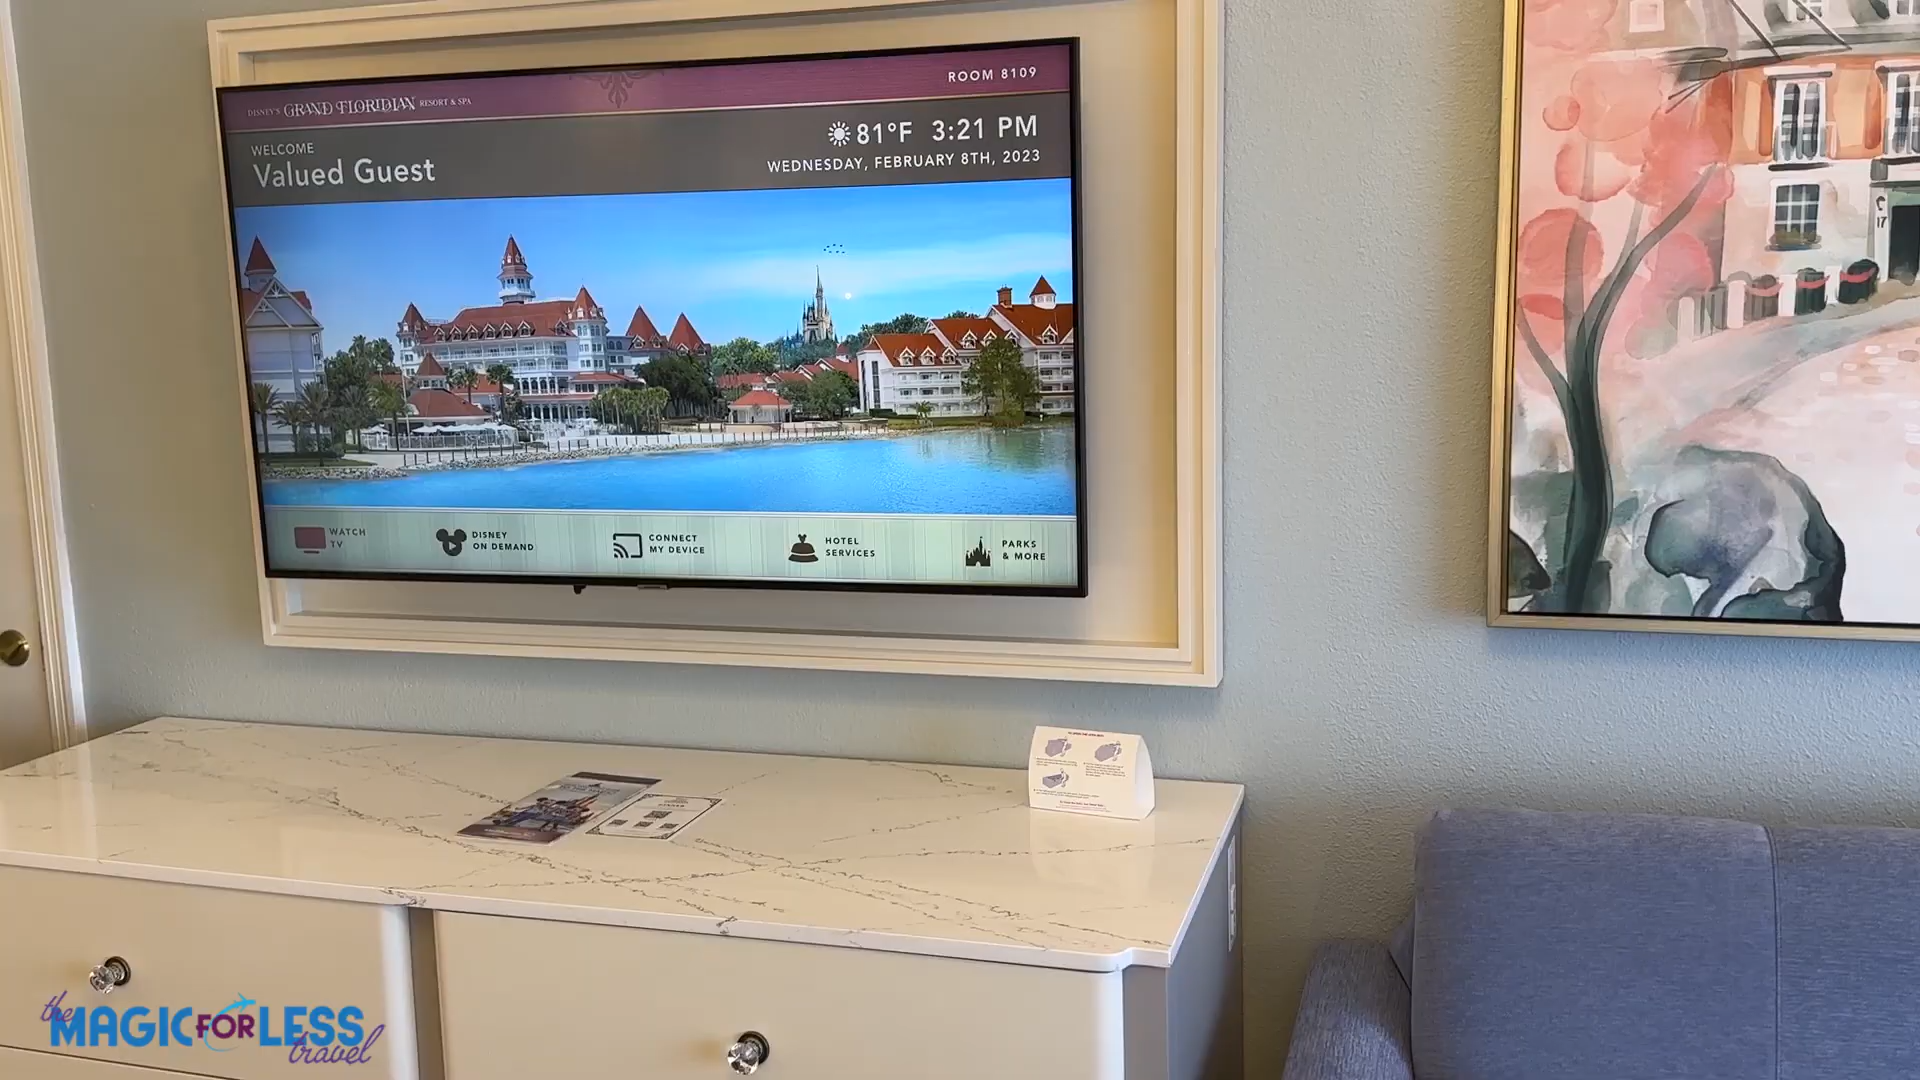 DISNEY'S GRAND FLORIDIAN RESORT & SPA
ROOM 8109
WELCOME
Valued Guest
81°F 3:21 PM
WEDNESDAY, FEBRUARY 8TH, 2023
WATCH
TV
DISNEY
ON DEMAND
CONNECT
MY DEVICE
HOTEL
SERVICES
PARKS
& MORE
17
the
MAGIC FOR LESS
travel